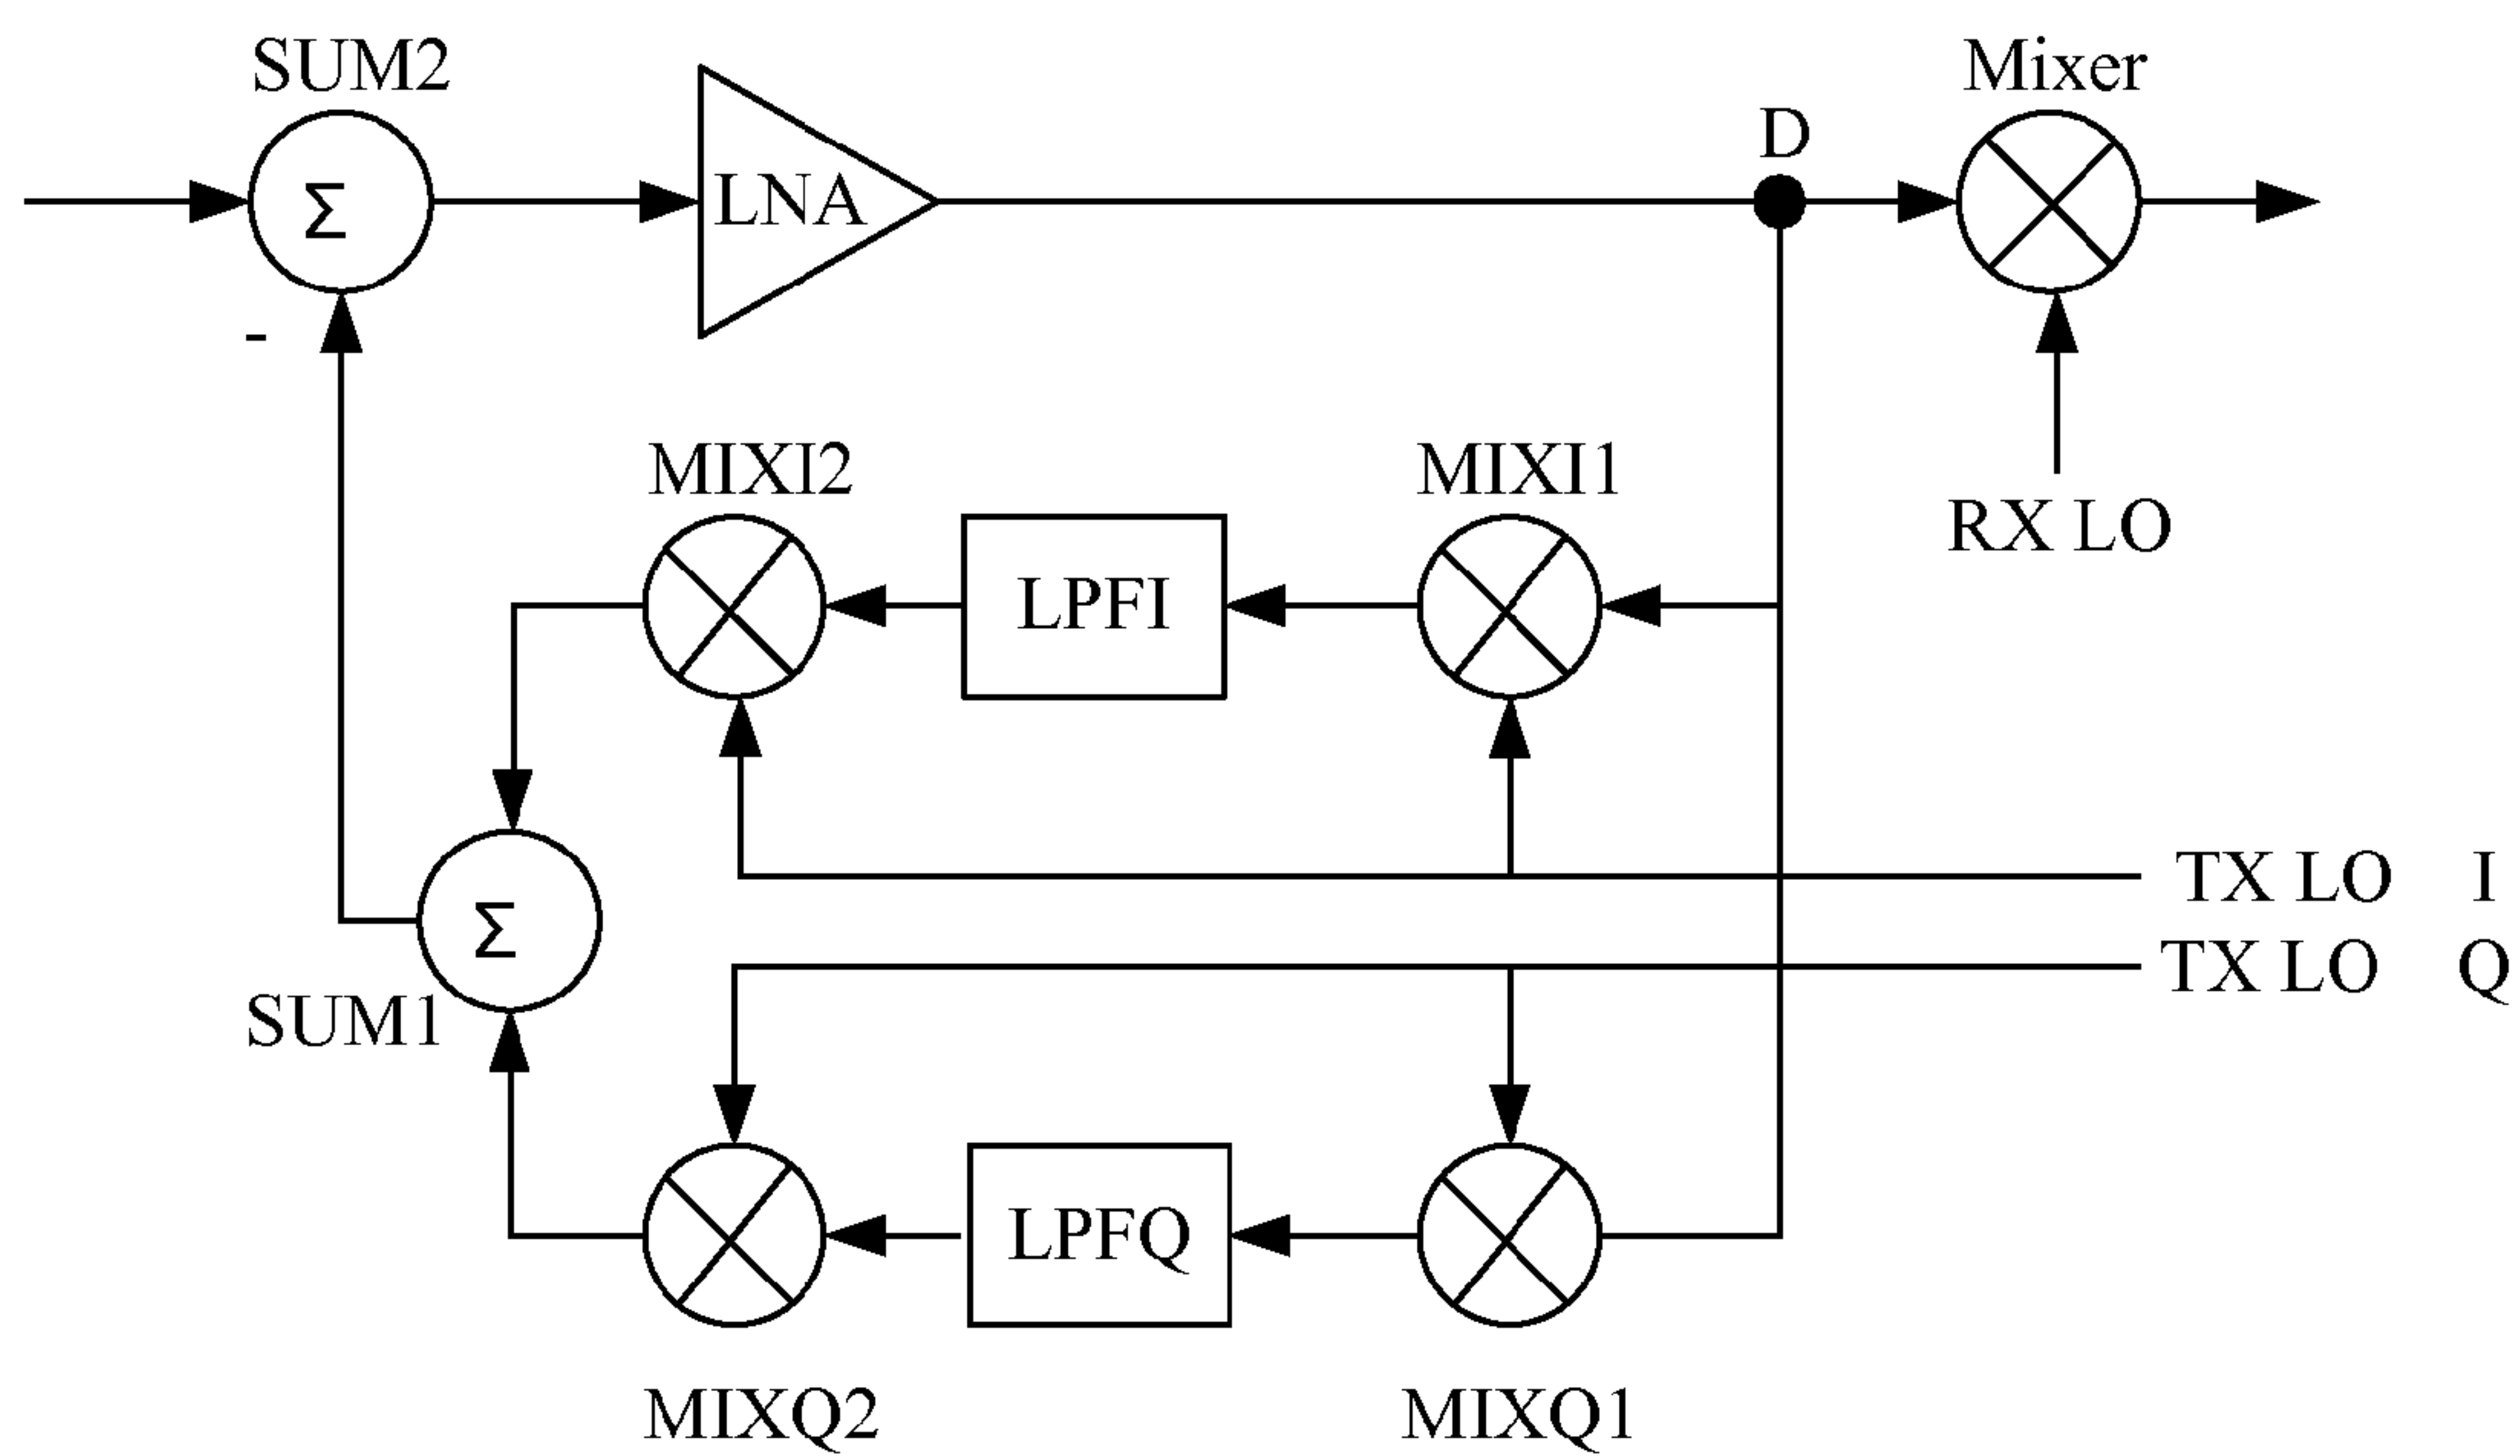 SUM2
Mixer
D
Σ
LNA
-
MIXI2
MIXI1
RX LO
LPFI
TX LO I
Σ
TX LO Q
SUM1
LPFQ
MIXQ2
MIXQ1